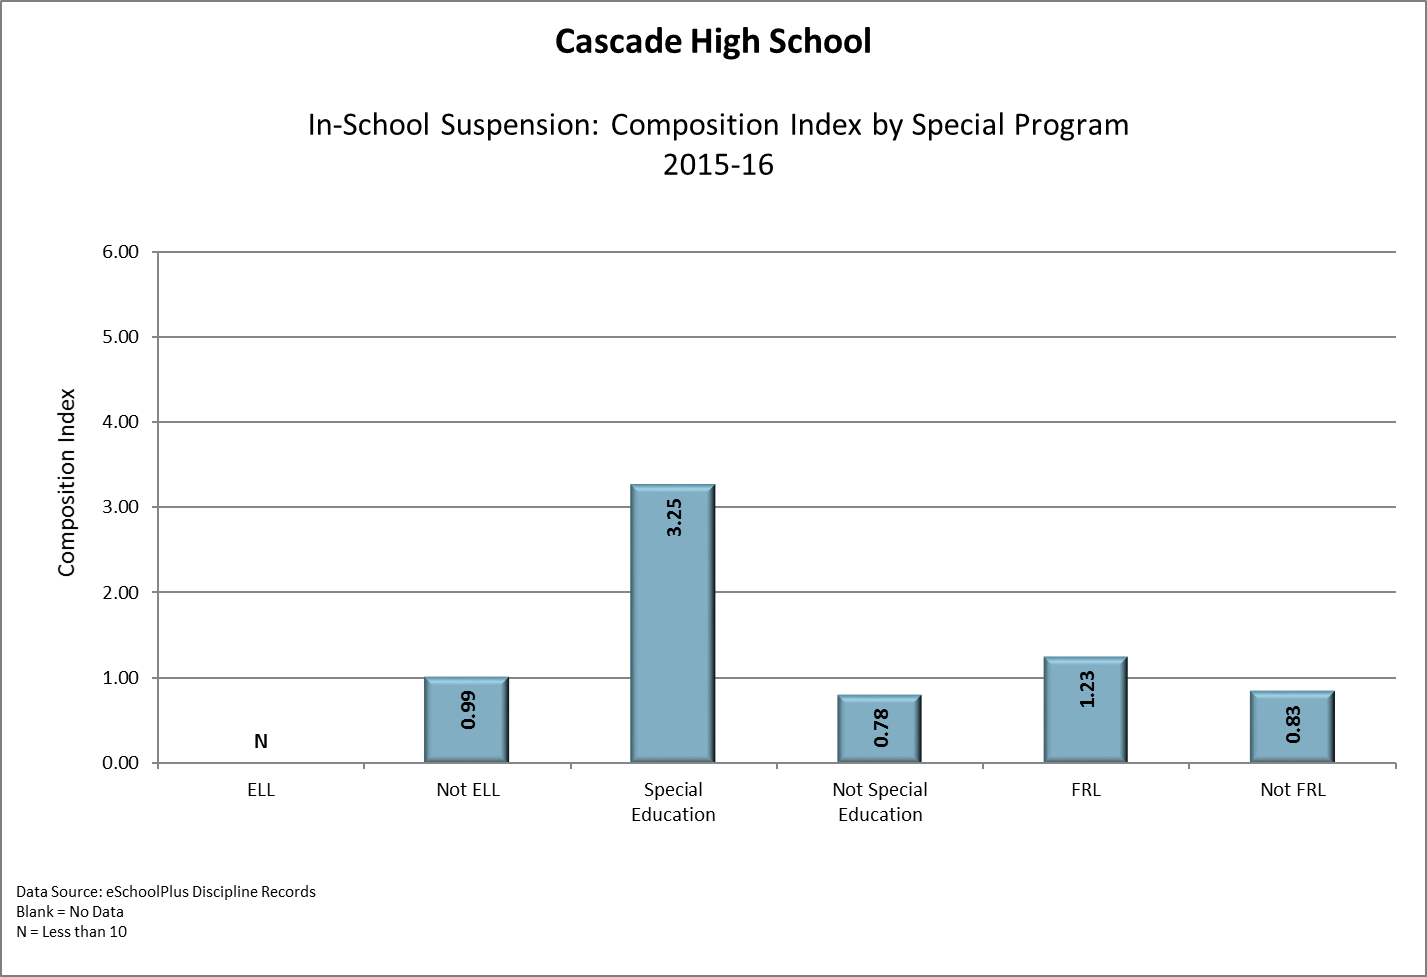 Cascade High School
In-School Suspension: Composition Index by Special Program
2015-16
6.00
5.00
4.00
3.00
2.00
1.00
0.00
Composition Index
N
0.99
3.25
0.78
1.23
0.83
ELL
Not ELL
Special
Education
Not Special
Education
FRL
Not FRL
Data Source: eSchoolPlus Discipline Records
Blank = No Data
N = Less than 10